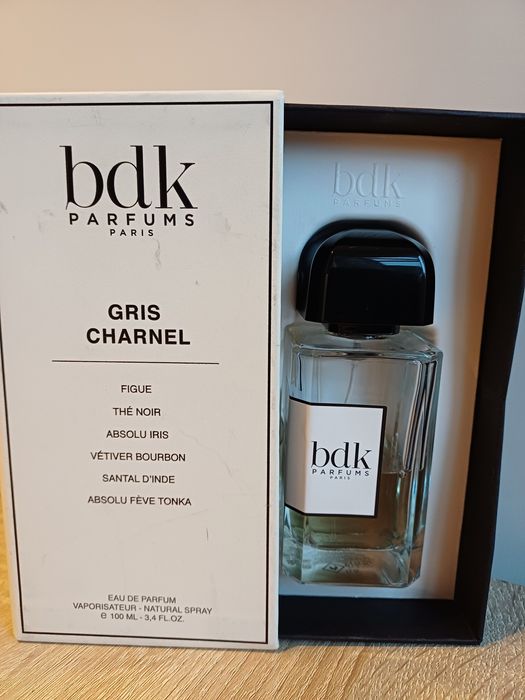 bdk
PARFUMS
PARIS
GRIS
CHARNEL
FIGUE
THÉ NOIR
ABSOLU IRIS
VÉTIVER BOURBON
SANTAL D'INDE
ABSOLU FÈVE TONKA
EAU DE PARFUM
VAPORISATEUR - NATURAL SPRAY
e 100 ML - 3,4 FL.OZ.
bdk
PARFUMS
bdk
PARFUMS
PARIS